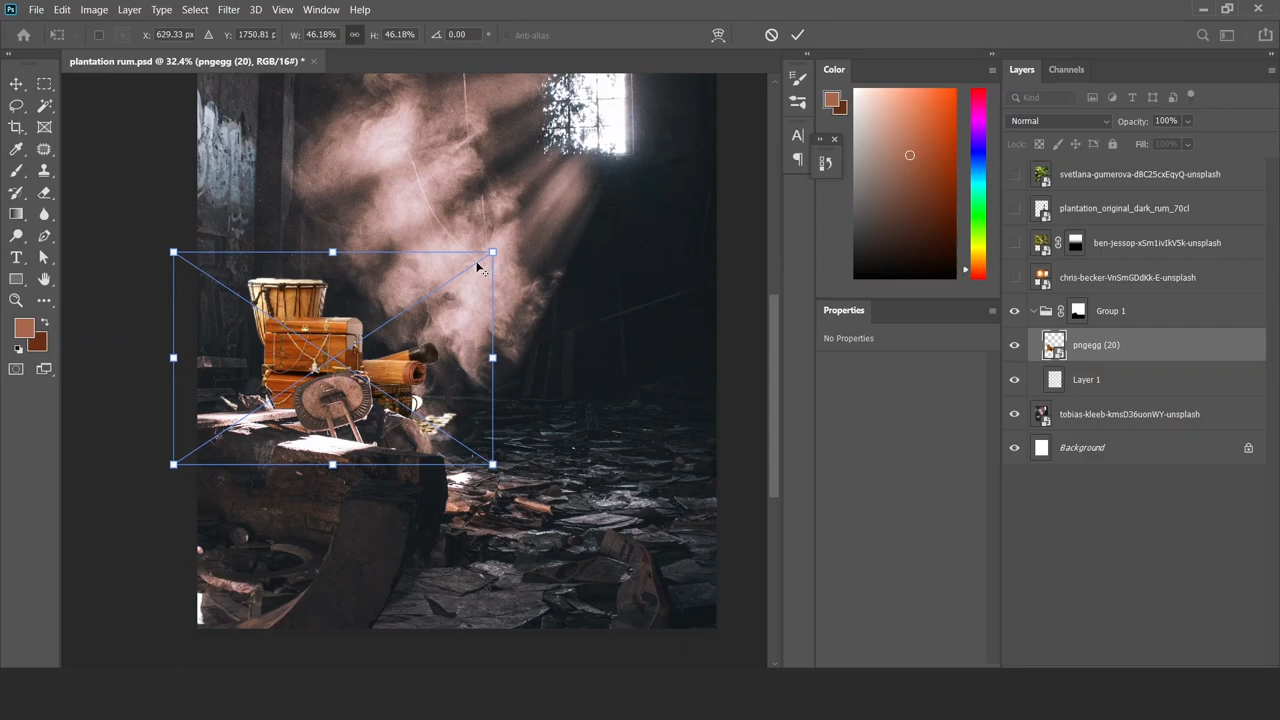 Ps File Edit Image Layer Type Select Filter 3D View Window Help
X: 629.33 px Y: 1750.81 p W: 46.18% H: 46.18% 0.00 ° Anti-alias
plantation rum.psd @ 32.4% (pngegg (20), RGB/16#) * ×
Color
Layers Channels
Kind
Normal Opacity: 100%
Lock: Fill: 100%
svetlana-gumerova-d8C25cxEqyQ-unsplash
plantation_original_dark_rum_70cl
ben-jessop-xSm1ivIkV5k-unsplash
chris-becker-VnSmGDdKk-E-unsplash
Group 1
pngegg (20)
Layer 1
tobias-kleeb-kmsD36uonWY-unsplash
Background
Properties
No Properties